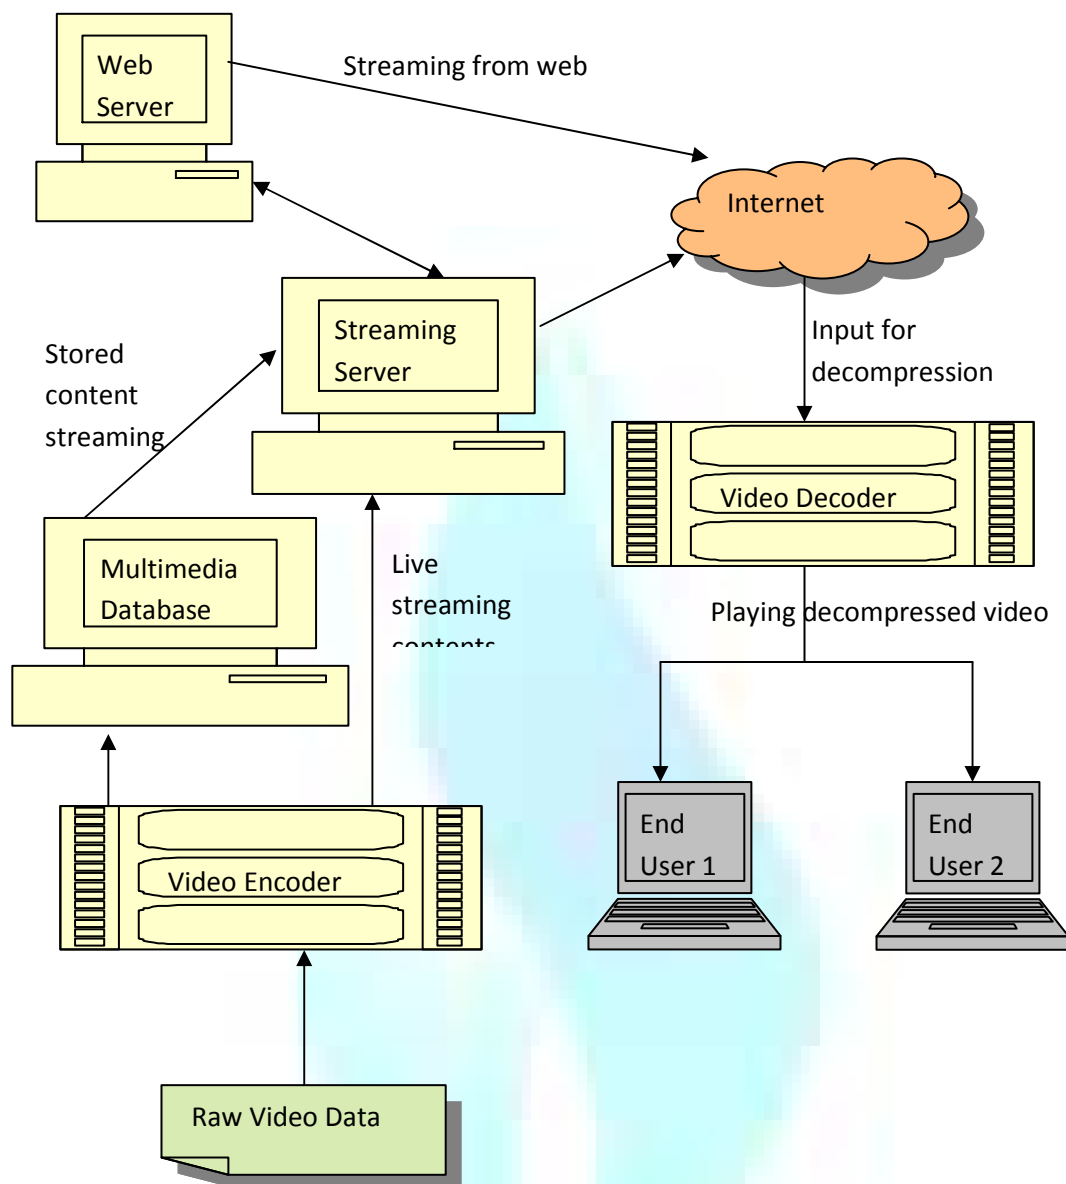 Web
Server
Streaming from web
Internet
Streaming
Server
Input for
decompression
Stored
content
streaming
Video Decoder
Multimedia
Database
Live
streaming
contents
Playing decompressed video
End
User 1
End
User 2
Video Encoder
Raw Video Data